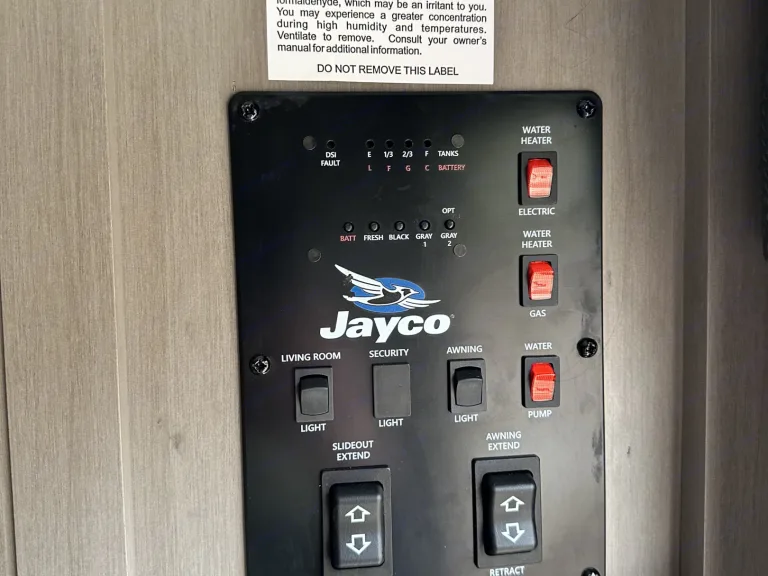 formaldehyde, which may be an irritant to you.
You may experience a greater concentration
during high humidity and temperatures.
Ventilate to remove. Consult your owner's
manual for additional information.
DO NOT REMOVE THIS LABEL
DSI
FAULT
E 1/3 2/3 F TANKS
L F G C BATTERY
WATER
HEATER
ELECTRIC
OPT
BATT FRESH BLACK GRAY 1 GRAY 2
WATER
HEATER
GAS
Jayco
LIVING ROOM
LIGHT
SECURITY
LIGHT
AWNING
LIGHT
WATER
PUMP
SLIDEOUT
EXTEND
AWNING
EXTEND
RETRACT